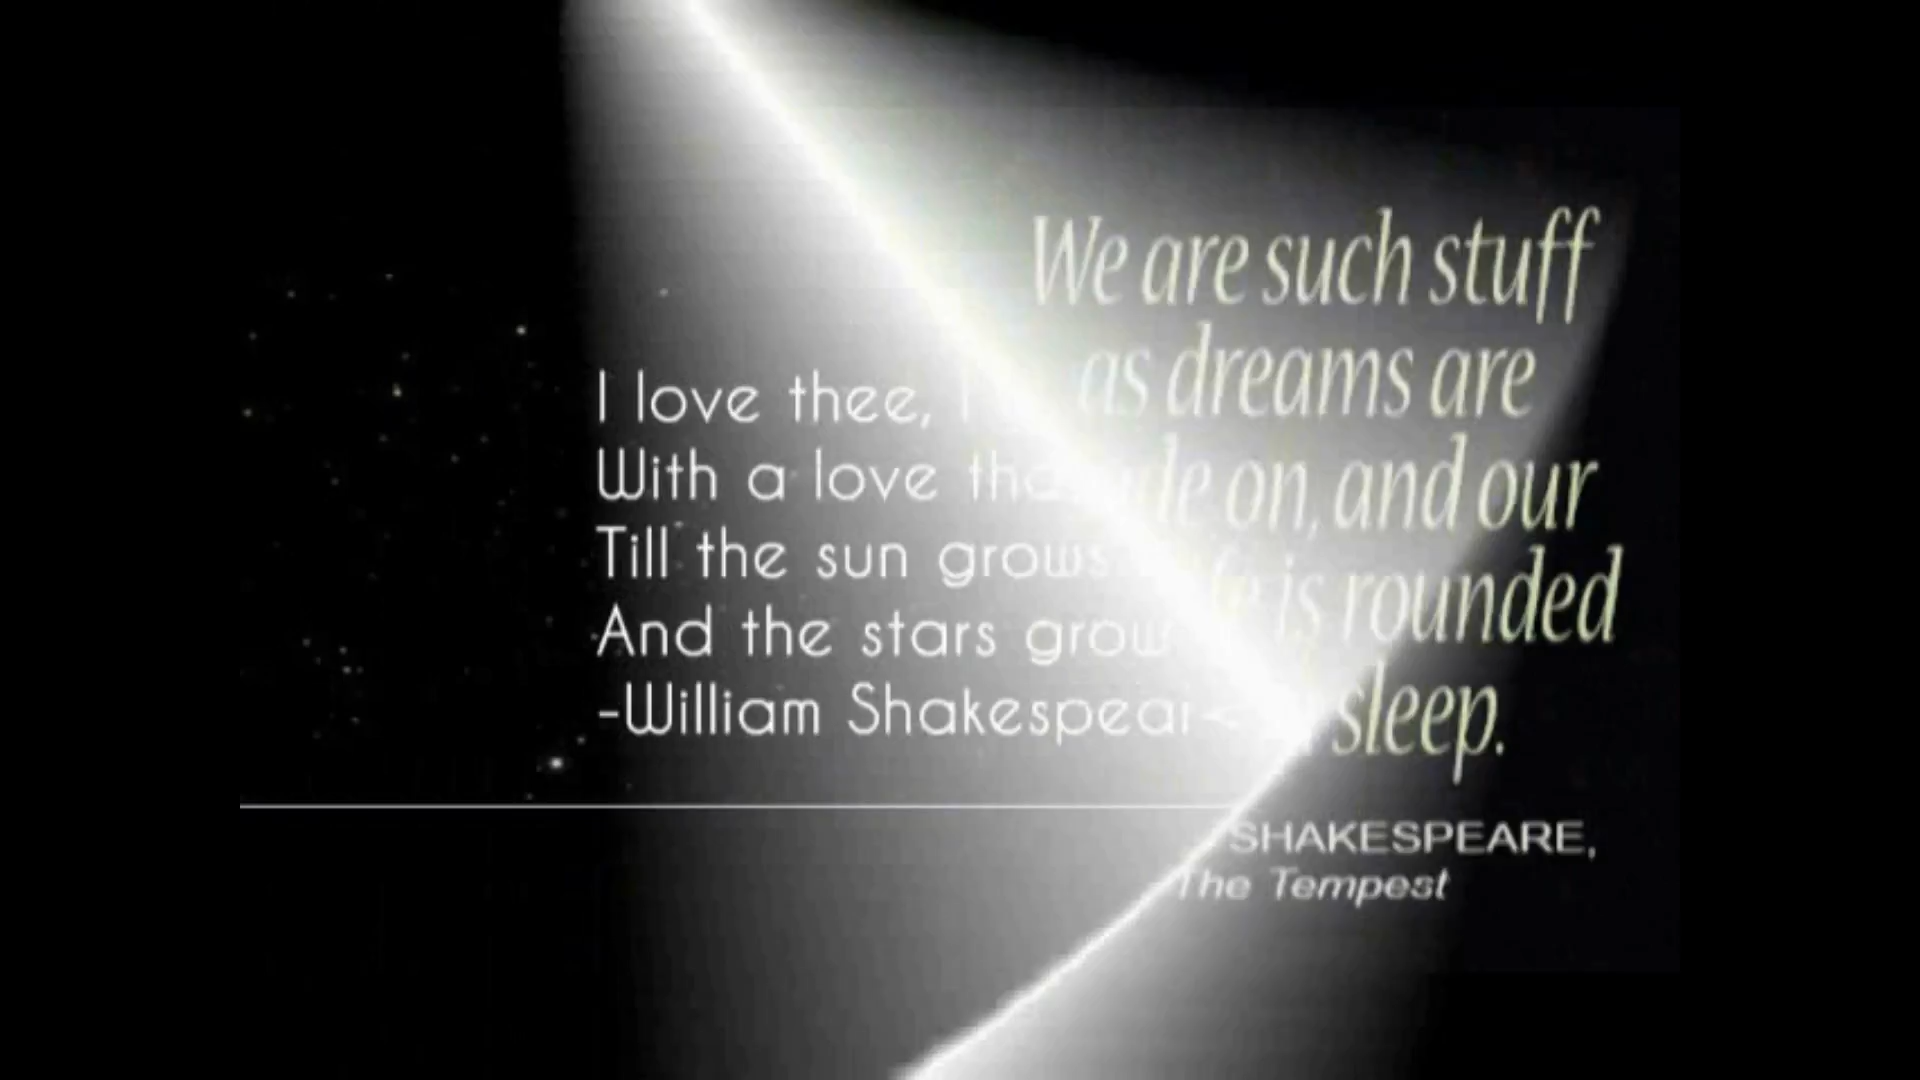 I love thee, I
With a love
Till the sun grows
And the stars grow
-William Shakespear
We are such stuff
as dreams are
on, and our
is rounded
sleep.
SHAKESPEARE,
The Tempest